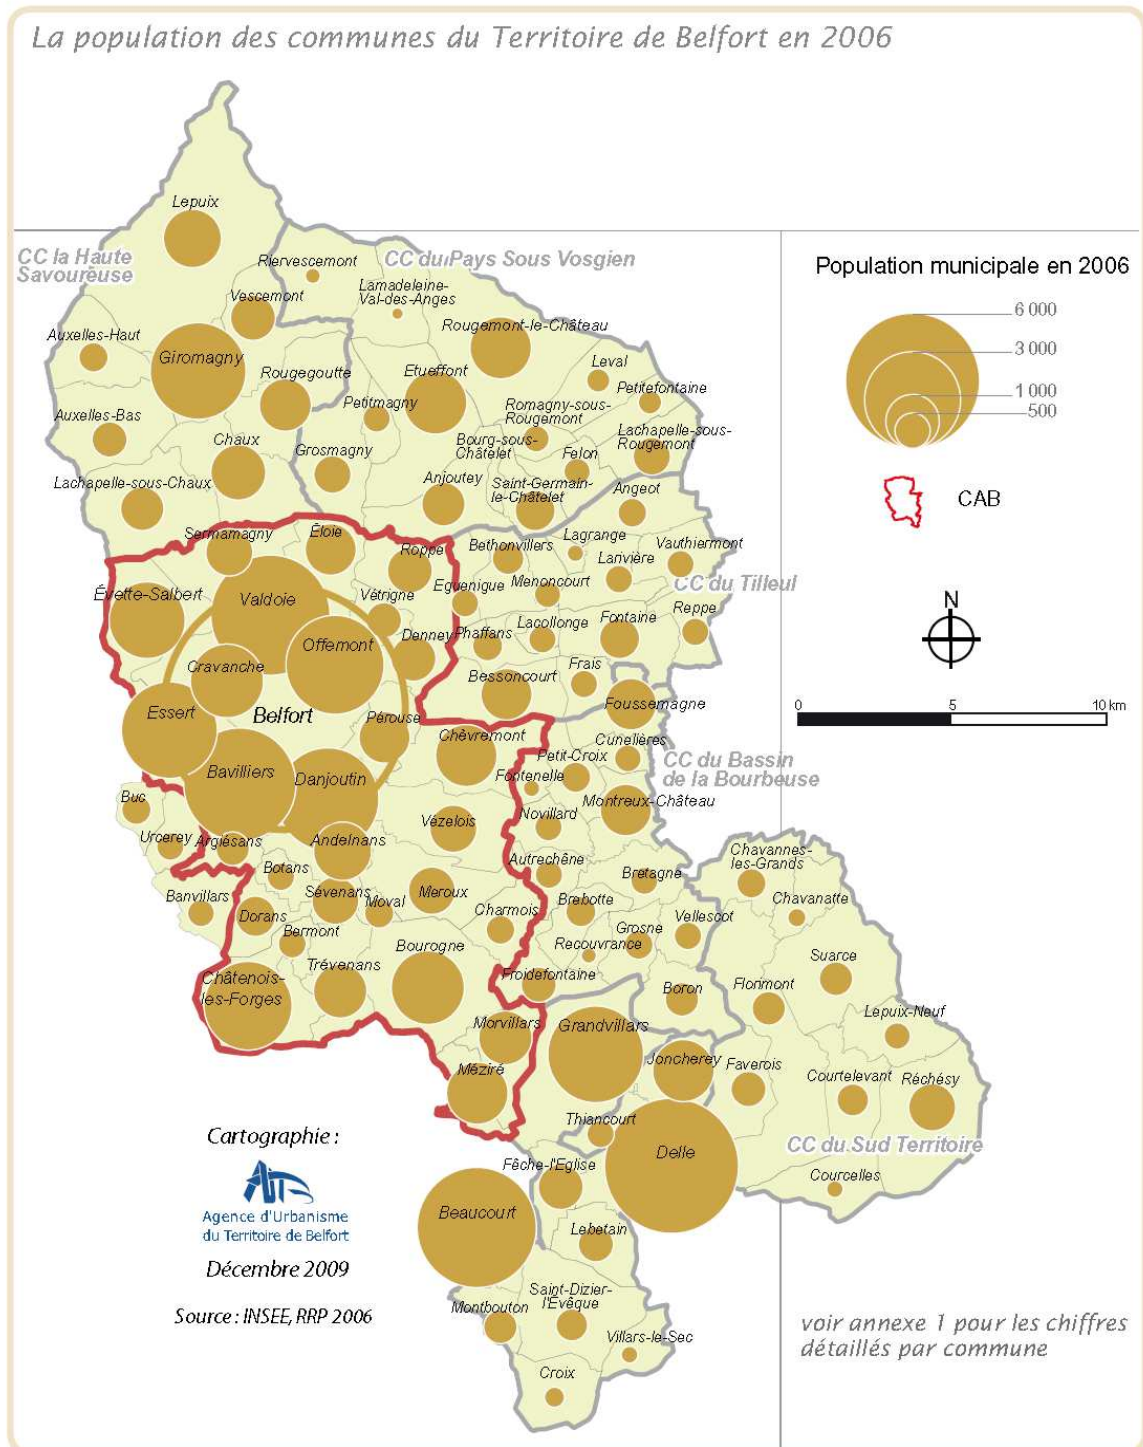 La population des communes du Territoire de Belfort en 2006
Lepuix
CC la Haute
Savoureuse
Riervescemont
CC du Pays Sous Vosgien
Lamadeleine-
Val-des-Anges
Vescemont
Rougemont-le-Château
Auxelles-Haut
Giromagny
Leval
Rougegoutte
Etueffont
Petitefontaine
Petitmagny
Romagny-sous-
Rougemont
Auxelles-Bas
Lachapelle-sous-
Rougemont
Chaux
Bourg-sous-
Châtelet
Grosmagny
Felon
Lachapelle-sous-Chaux
Anjoutey
Saint-Germain-
le-Châtelet
Angeot
Sermamagny
Éloie
Roppe
Bethonvilliers
Lagrange
Vauthiermont
Larivière
CC du Tilleul
Évette-Salbert
Valdoie
Eguenigue
Menoncourt
Vétrigne
Reppe
Offemont
Denney
Phaffans
Lacollonge
Fontaine
Cravanche
Bessoncourt
Frais
Foussemagne
Essert
Belfort
Pérouse
Chèvremont
Cunelières
Petit-Croix
CC du Bassin
de la Bourbeuse
Fontenelle
Bavilliers
Danjoutin
Buc
Montreux-Château
Novillard
Vézelois
Urcerey
Argiésans
Andelnans
Autrechêne
Botans
Bretagne
Chavannes-
les-Grands
Chavanatte
Banvillars
Sévenans
Meroux
Moval
Brebotte
Dorans
Charmois
Vellescot
Bermont
Grosne
Bourogne
Recouvrance
Suarce
Trévenans
Froidefontaine
Florimont
Châtenois-
les-Forges
Boron
Lepuix-Neuf
Morvillars
Grandvillars
Joncherey
Méziré
Faverois
Courtelevant
Réchésy
Thiancourt
CC du Sud Territoire
Delle
Fêche-l'Eglise
Courcelles
Beaucourt
Lebetain
Saint-Dizier-
l'Évêque
Montbouton
Villars-le-Sec
Croix
Population municipale en 2006
6 000
3 000
1 000
500
CAB
N
0 5 10 km
Cartographie :
Agence d'Urbanisme
du Territoire de Belfort
Décembre 2009
Source : INSEE, RRP 2006
voir annexe 1 pour les chiffres
détaillés par commune